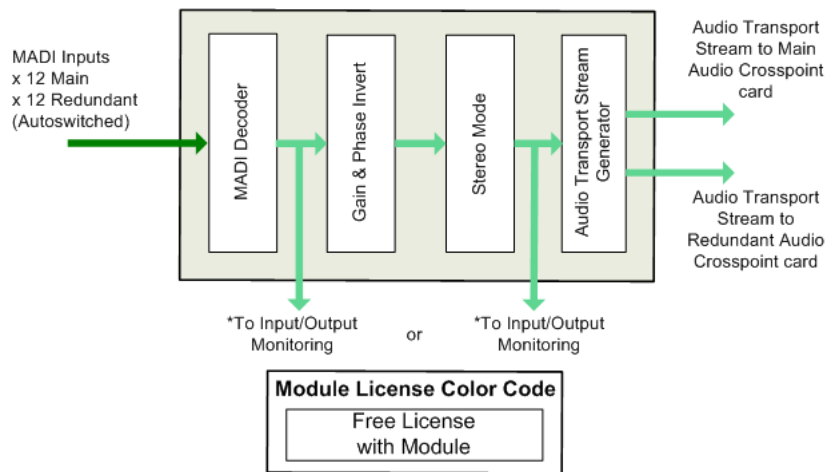 MADI Inputs
x 12 Main
x 12 Redundant
(Autoswitched)
MADI Decoder
Gain & Phase Invert
Stereo Mode
Audio Transport Stream
Generator
Audio Transport
Stream to Main
Audio Crosspoint
card
Audio Transport
Stream to
Redundant Audio
Crosspoint card
*To Input/Output
Monitoring
or
*To Input/Output
Monitoring
Module License Color Code
Free License
with Module